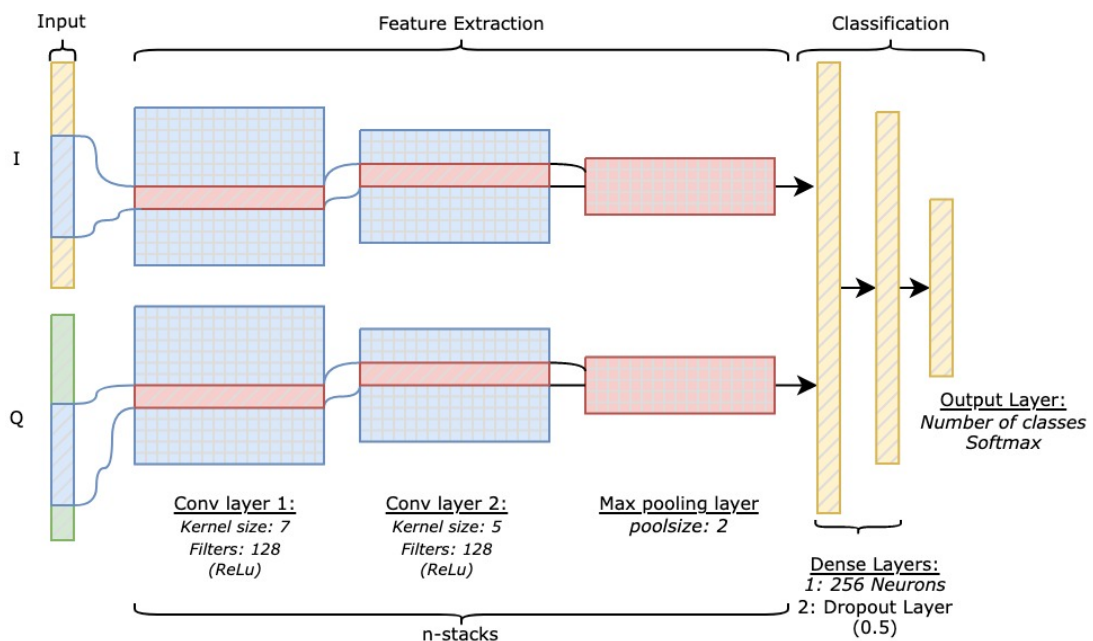 Input
Feature Extraction
Classification
I
Q
Conv layer 1:
Kernel size: 7
Filters: 128
(ReLu)
Conv layer 2:
Kernel size: 5
Filters: 128
(ReLu)
Max pooling layer
poolsize: 2
Output Layer:
Number of classes
Softmax
Dense Layers:
1: 256 Neurons
2: Dropout Layer
(0.5)
n-stacks